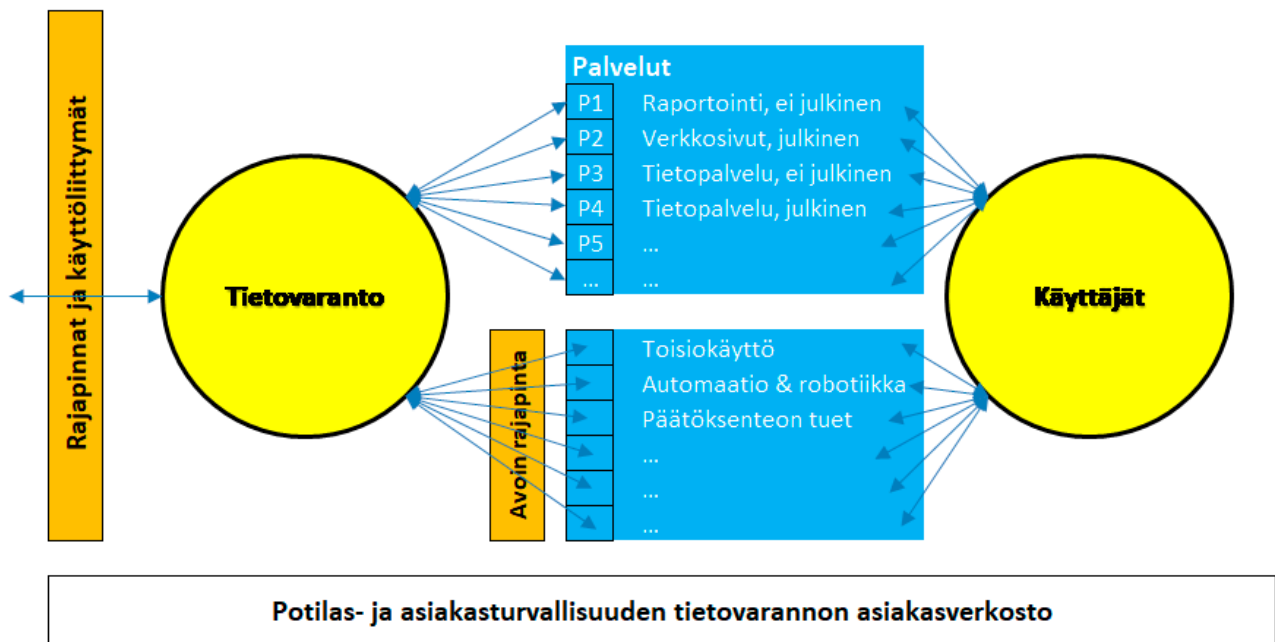 Rajapinnat ja käyttöliittymät
Tietovaranto
Palvelut
P1 Raportointi, ei julkinen
P2 Verkkosivut, julkinen
P3 Tietopalvelu, ei julkinen
P4 Tietopalvelu, julkinen
P5 ...
... ...
Avoin rajapinta
Toisiokäyttö
Automaatio & robotiikka
Päätöksenteon tuet
...
...
...
Käyttäjät
Potilas- ja asiakasturvallisuuden tietovarannon asiakasverkosto